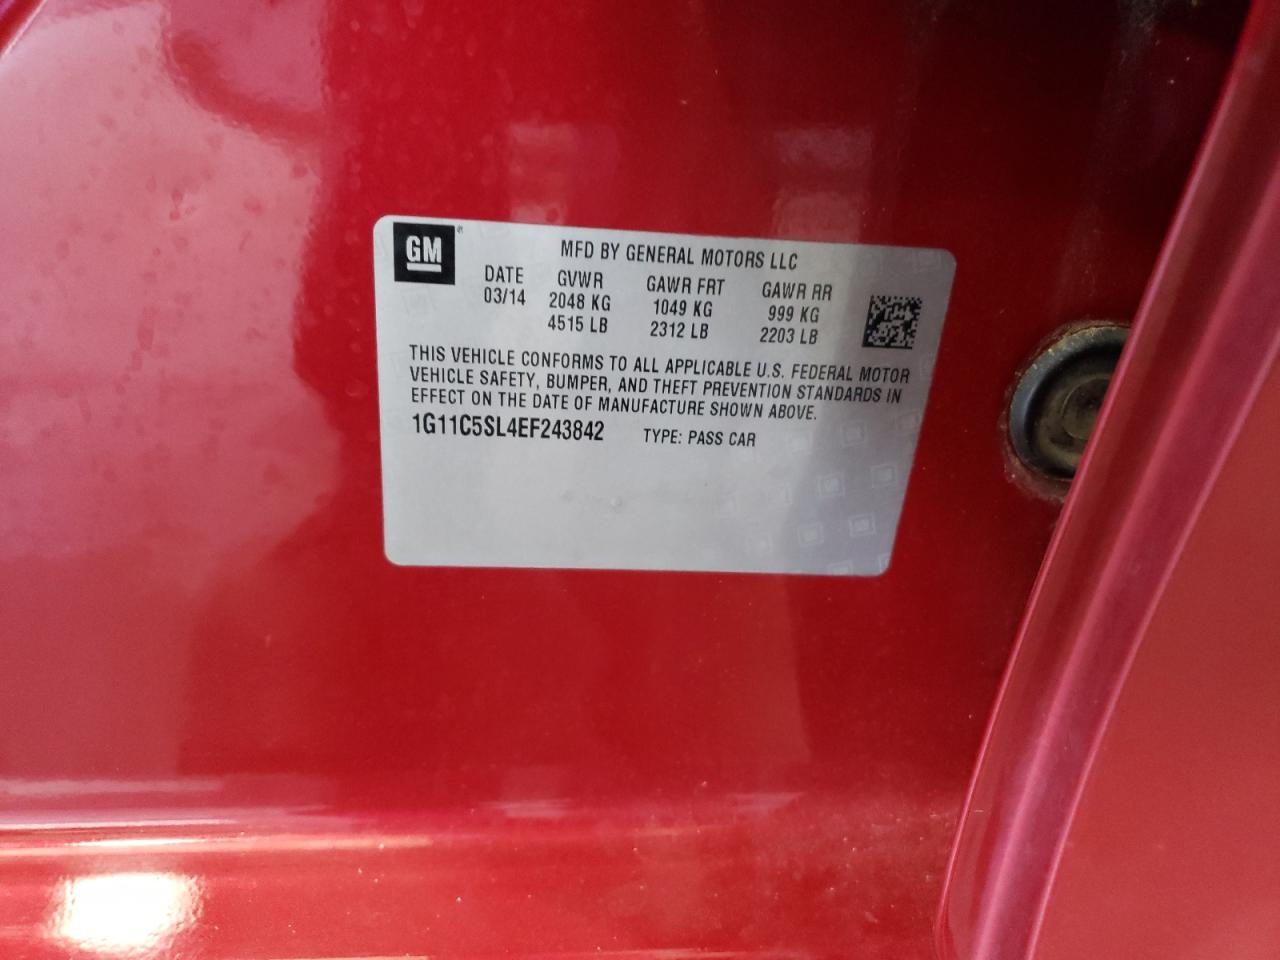 GM
MFD BY GENERAL MOTORS LLC
DATE GVWR GAWR FRT GAWR RR
03/14 2048 KG 1049 KG 999 KG
4515 LB 2312 LB 2203 LB
THIS VEHICLE CONFORMS TO ALL APPLICABLE U.S. FEDERAL MOTOR
VEHICLE SAFETY, BUMPER, AND THEFT PREVENTION STANDARDS IN
EFFECT ON THE DATE OF MANUFACTURE SHOWN ABOVE.
1G11C5SL4EF243842 TYPE: PASS CAR